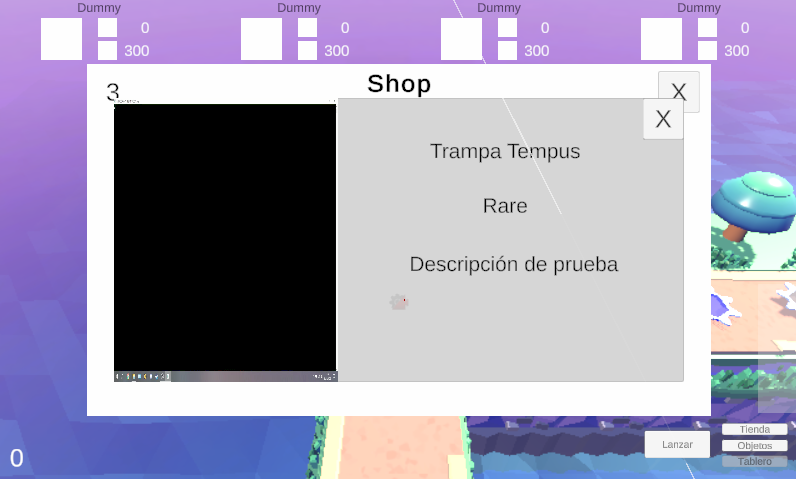 Dummy Dummy Dummy Dummy
0 0 0 0
300 300 300 300
Shop
3
X
X
Trampa Tempus
Rare
Descripción de prueba
Tienda
Lanzar
Objetos
Tablero
0